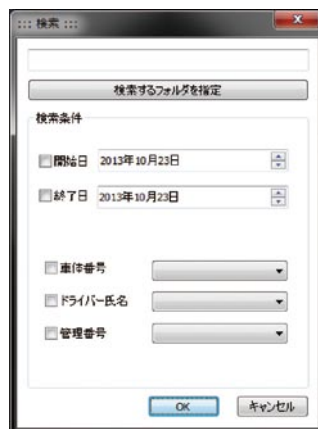 ::: 検索 :::
検索するフォルダを指定
検索条件
開始日 2013年10月23日
終了日 2013年10月23日
車体番号
ドライバー氏名
管理番号
OK キャンセル